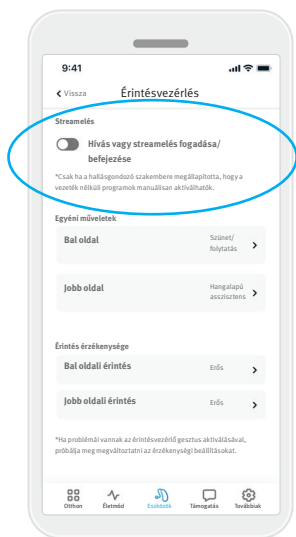 9:41
Vissza Érintésvezérlés
Streamelés
Hívás vagy streamelés fogadása/
befejezése
*Csak ha a hallásgondozó szakembere megállapította, hogy a
vezeték nélküli programok manuálisan aktiválhatók.
Egyéni műveletek
Bal oldal Szünet/
folytatás
Jobb oldal Hangalapú
asszisztens
Érintés érzékenysége
Bal oldali érintés Erős
Jobb oldali érintés Erős
*Ha problémái vannak az érintésvezérlő gesztus aktiválásával,
próbálja meg megváltoztatni az érzékenységi beállításokat.
Otthon Életmód Eszközök Támogatás Továbbiak